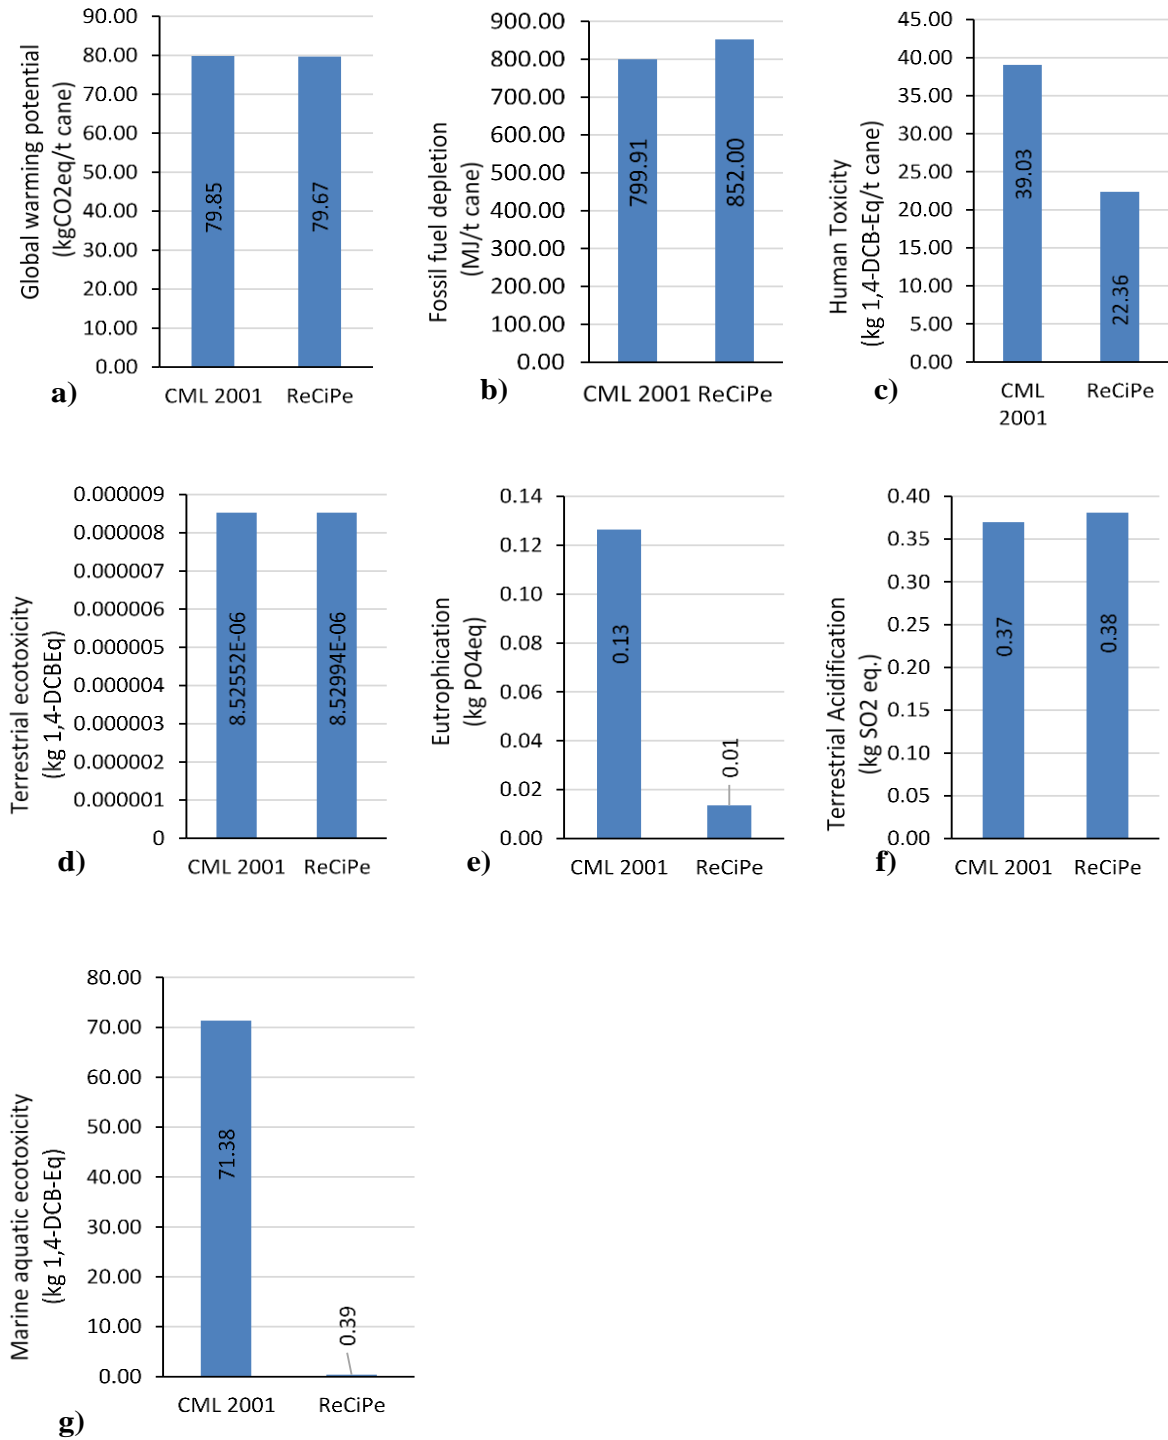 Global warming potential
(kgCO2eq/t cane)
90.00
80.00
70.00
60.00
50.00
40.00
30.00
20.00
10.00
0.00
79.85
79.67
CML 2001 ReCiPe
a)
Fossil fuel depletion
(MJ/t cane)
900.00
800.00
700.00
600.00
500.00
400.00
300.00
200.00
100.00
0.00
799.91
852.00
CML 2001 ReCiPe
b)
Human Toxicity
(kg 1,4-DCB-Eq/t cane)
45.00
40.00
35.00
30.00
25.00
20.00
15.00
10.00
5.00
0.00
39.03
22.36
CML
2001
ReCiPe
c)
Terrestrial ecotoxicity
(kg 1,4-DCBEq)
0.000009
0.000008
0.000007
0.000006
0.000005
0.000004
0.000003
0.000002
0.000001
0
8.52552E-06
8.52994E-06
CML 2001 ReCiPe
d)
Eutrophication
(kg PO4eq)
0.14
0.12
0.10
0.08
0.06
0.04
0.02
0.00
0.13
0.01
CML 2001 ReCiPe
e)
Terrestrial Acidification
(kg SO2 eq.)
0.40
0.35
0.30
0.25
0.20
0.15
0.10
0.05
0.00
0.37
0.38
CML 2001 ReCiPe
f)
Marine aquatic ecotoxicity
(kg 1,4-DCB-Eq)
80.00
70.00
60.00
50.00
40.00
30.00
20.00
10.00
0.00
71.38
0.39
CML 2001 ReCiPe
g)